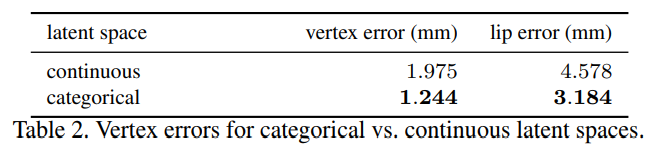 latent space vertex error (mm) lip error (mm)
continuous 1.975 4.578
categorical 1.244 3.184
Table 2. Vertex errors for categorical vs. continuous latent spaces.